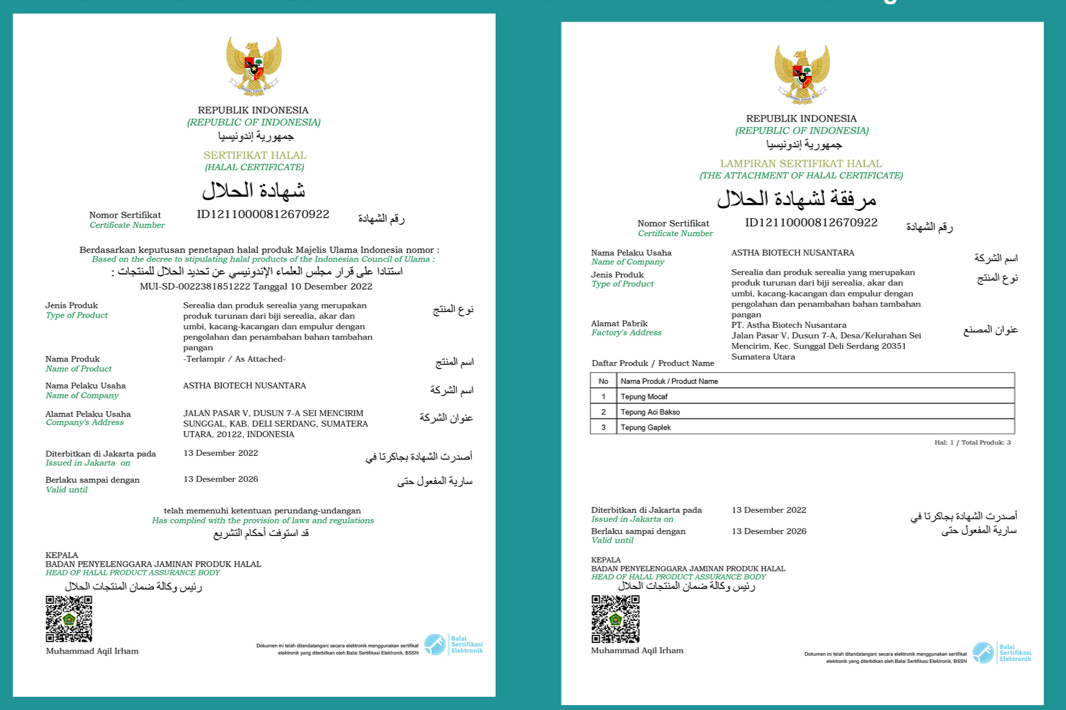 REPUBLIK INDONESIA
(REPUBLIC OF INDONESIA)
جمهورية إندونيسيا
SERTIFIKAT HALAL
(HALAL CERTIFICATE)
شهادة الحلال
Nomor Sertifikat ID12110000812670922 رقم الشهادة
Certificate Number
Berdasarkan keputusan penetapan halal produk Majelis Ulama Indonesia nomor :
Based on the decree to stipulating halal products of the Indonesian Council of Ulama :
استنادا على قرار مجلس العلماء الإندونيسي عن تحديد الحلال للمنتجات :
MUI-SD-0022381851222 Tanggal 10 Desember 2022
Jenis Produk Serealia dan produk serealia yang merupakan نوع المنتج
Type of Product produk turunan dari biji serealia, akar dan
umbi, kacang-kacangan dan empulur dengan
pengolahan dan penambahan bahan tambahan
pangan
Nama Produk -Terlampir / As Attached- اسم المنتج
Name of Product
Nama Pelaku Usaha ASTHA BIOTECH NUSANTARA اسم الشركة
Name of Company
Alamat Pelaku Usaha JALAN PASAR V, DUSUN 7-A SEI MENCIRIM عنوان الشركة
Company's Address SUNGGAL, KAB. DELI SERDANG, SUMATERA
UTARA, 20122, INDONESIA
Diterbitkan di Jakarta pada 13 Desember 2022 أصدرت الشهادة بجاكرتا في
Issued in Jakarta on
Berlaku sampai dengan 13 Desember 2026 سارية المفعول حتى
Valid until
telah memenuhi ketentuan perundang-undangan
Has complied with the provision of laws and regulations
قد استوفت أحكام التشريع
KEPALA
BADAN PENYELENGGARA JAMINAN PRODUK HALAL
HEAD OF HALAL PRODUCT ASSURANCE BODY
رئيس وكالة ضمان المنتجات الحلال
Muhammad Aqil Irham
Dokumen ini telah ditandatangani secara elektronik menggunakan sertifikat
elektronik yang diterbitkan oleh Balai Sertifikasi Elektronik, BSSN
Balai
Sertifikasi
Elektronik
REPUBLIK INDONESIA
(REPUBLIC OF INDONESIA)
جمهورية إندونيسيا
LAMPIRAN SERTIFIKAT HALAL
(THE ATTACHMENT OF HALAL CERTIFICATE)
مرفقة لشهادة الحلال
Nomor Sertifikat ID12110000812670922 رقم الشهادة
Certificate Number
Nama Pelaku Usaha ASTHA BIOTECH NUSANTARA اسم الشركة
Name of Company
Jenis Produk Serealia dan produk serealia yang merupakan نوع المنتج
Type of Product produk turunan dari biji serealia, akar dan
umbi, kacang-kacangan dan empulur dengan
pengolahan dan penambahan bahan tambahan
pangan
Alamat Pabrik PT. Astha Biotech Nusantara عنوان المصنع
Factory's Address Jalan Pasar V, Dusun 7-A, Desa/Kelurahan Sei
Mencirim, Kec. Sunggal Deli Serdang 20351
Sumatera Utara
Daftar Produk / Product Name
No Nama Produk / Product Name
1 Tepung Mocaf
2 Tepung Aci Bakso
3 Tepung Gaplek
Hal: 1 / Total Produk: 3
Diterbitkan di Jakarta pada 13 Desember 2022 أصدرت الشهادة بجاكرتا في
Issued in Jakarta on
Berlaku sampai dengan 13 Desember 2026 سارية المفعول حتى
Valid until
KEPALA
BADAN PENYELENGGARA JAMINAN PRODUK HALAL
HEAD OF HALAL PRODUCT ASSURANCE BODY
رئيس وكالة ضمان المنتجات الحلال
Muhammad Aqil Irham
Dokumen ini telah ditandatangani secara elektronik menggunakan sertifikat
elektronik yang diterbitkan oleh Balai Sertifikasi Elektronik, BSSN
Balai
Sertifikasi
Elektronik